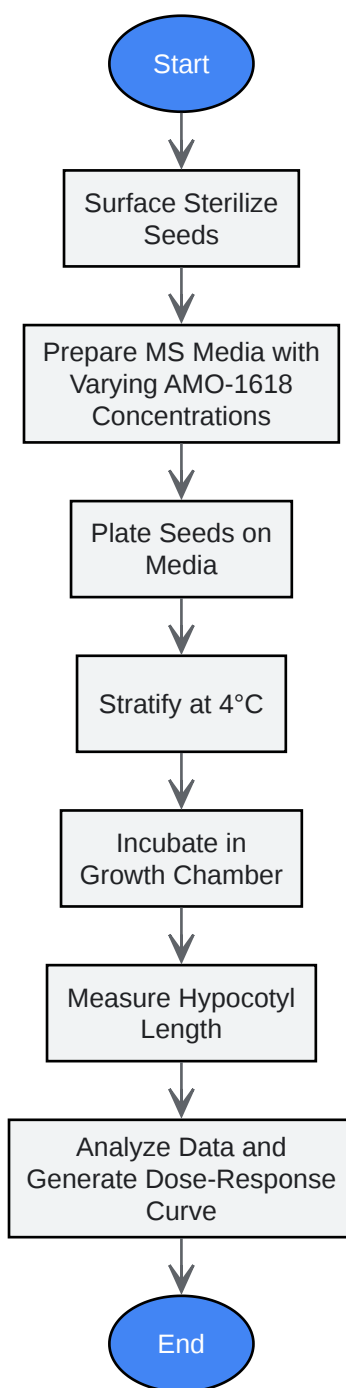 Start
Surface Sterilize
Seeds
Prepare MS Media with
Varying AMO-1618
Concentrations
Plate Seeds on
Media
Stratify at 4°C
Incubate in
Growth Chamber
Measure Hypocotyl
Length
Analyze Data and
Generate Dose-Response
Curve
End